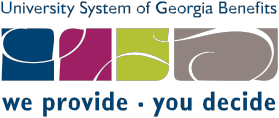 University System of Georgia Benefits
we provide · you decide